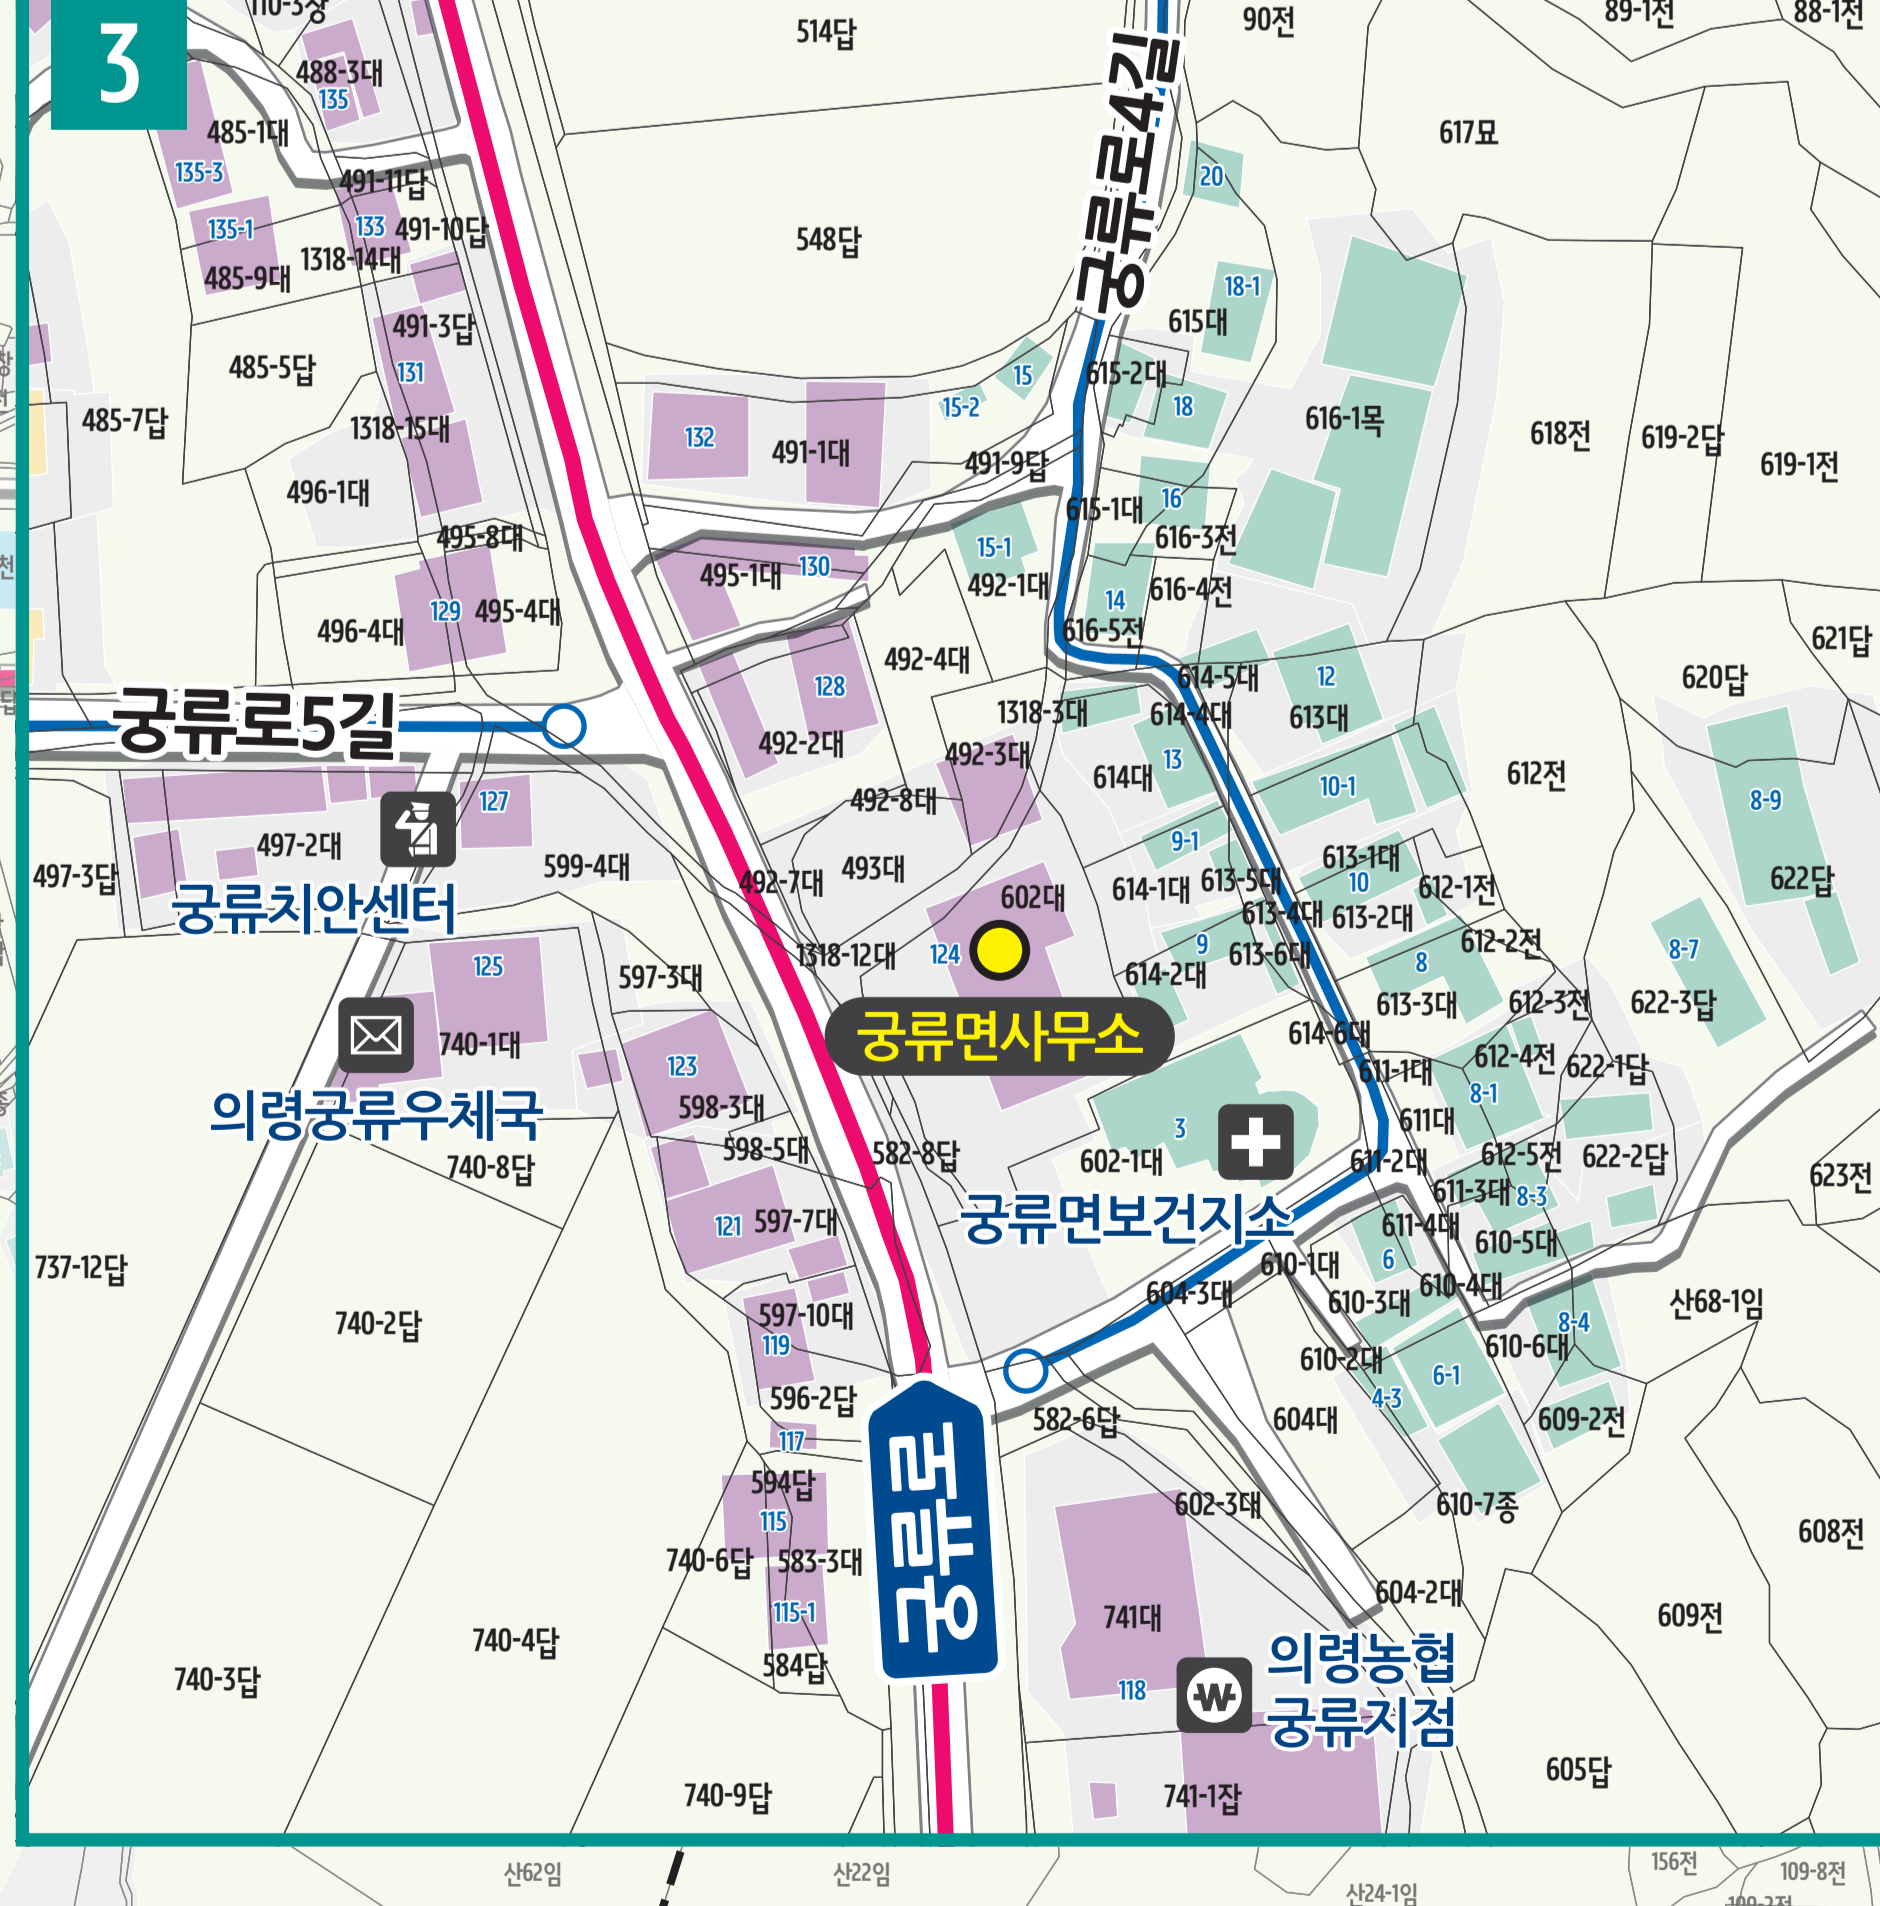 3
110-3장
514답
90전
89-1전
88-1전
488-3대
135
485-1대
135-3
617묘
궁류로4길
491-11답
20
135-1
133
491-10답
1318-14대
548답
485-9대
18-1
615대
491-3답
485-5답
131
15
615-2대
15-2
18
485-7답
1318-15대
132
491-1대
616-1목
618전
619-2답
619-1전
491-9답
496-1대
16
615-1대
616-3전
495-8대
15-1
495-1대
130
492-1대
616-4전
14
129
495-4대
496-4대
616-5전
621답
492-4대
614-5대
12
620답
128
궁류로5길
1318-3대
614-4대
613대
492-2대
492-3대
13
614대
10-1
612전
127
492-8대
8-9
497-2대
9-1
497-3답
599-4대
493대
492-7대
613-1대
622답
궁류치안센터
602대
614-1대
613-5대
10
612-1전
613-4대
613-2대
125
597-3대
1318-12대
124
9
613-6대
612-2전
8-7
614-2대
8
740-1대
궁류면사무소
613-3대
612-3전
622-3답
614-6대
123
611-1대
612-4전
622-1답
8-1
의령궁류우체국
598-3대
3
611대
598-5대
582-8답
602-1대
740-8답
611-2대
612-5전
622-2답
623전
611-3대
8-3
121
597-7대
궁류면보건지소
611-4대
610-5대
737-12답
6
610-1대
610-4대
604-3대
610-3대
산68-1임
740-2답
597-10대
119
8-4
610-6대
610-2대
6-1
596-2답
4-3
582-6답
604대
609-2전
117
궁류로
594답
602-3대
610-7종
115
608전
740-6답
583-3대
604-2대
115-1
741대
609전
740-4답
584답
의령농협
궁류지점
740-3답
118
605답
740-9답
741-1잡
산62임
산22임
156전
109-8전
산24-1임